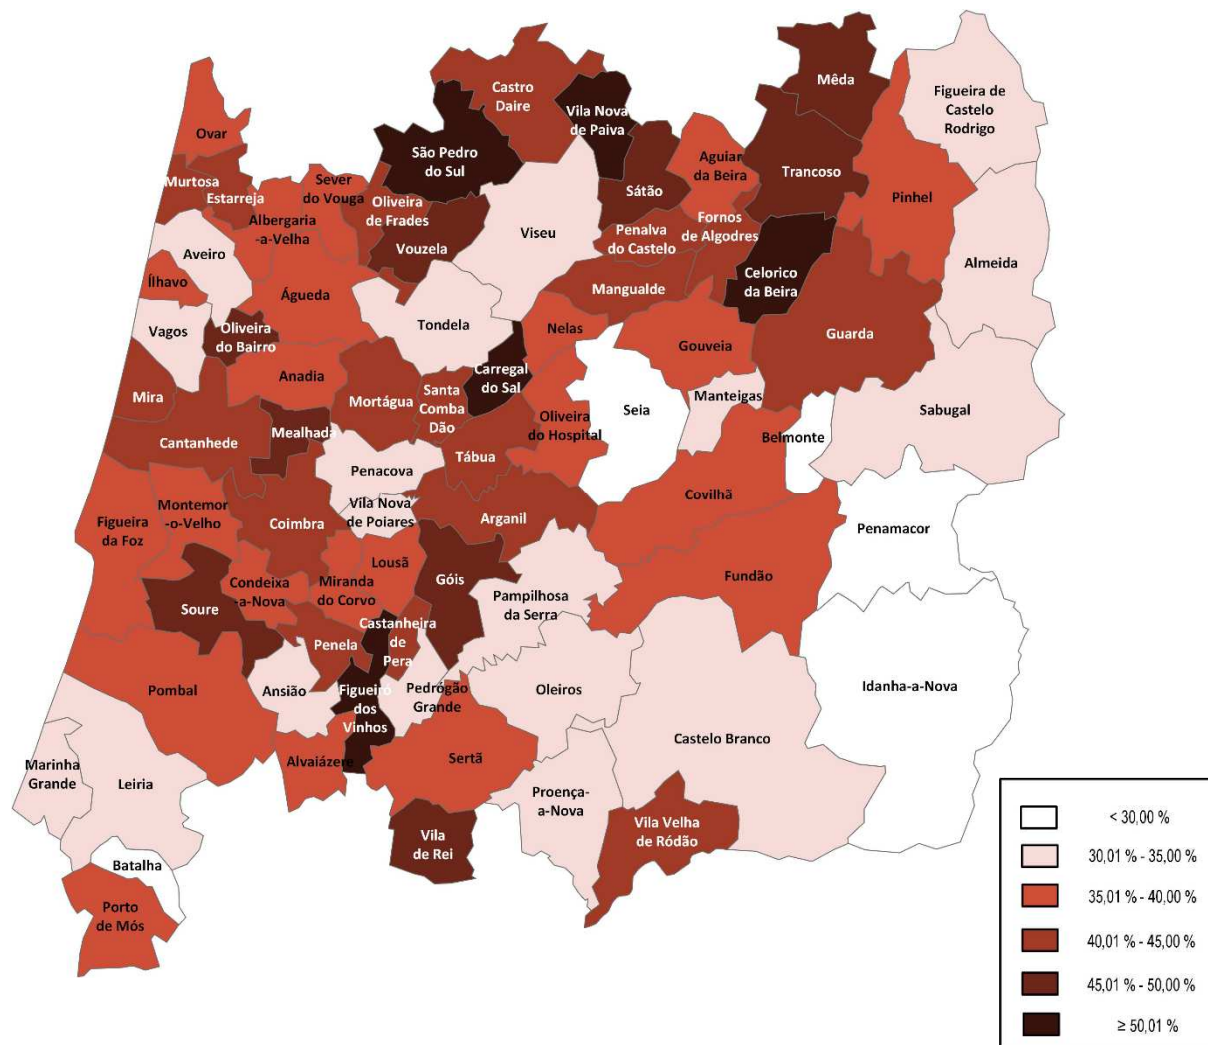 Mêda
Figueira de
Castelo
Rodrigo
Castro
Daire
Vila Nova
de Paiva
Ovar
São Pedro
do Sul
Aguiar
da Beira
Trancoso
Murtosa
Estarreja
Sever
do Vouga
Sátão
Pinhel
Albergaria
-a-Velha
Oliveira
de Frades
Fornos
de Algodres
Penalva
do Castelo
Viseu
Vouzela
Aveiro
Almeida
Celorico
da Beira
Ílhavo
Águeda
Mangualde
Vagos
Oliveira
do Bairro
Tondela
Nelas
Gouveia
Guarda
Anadia
Carregal
do Sal
Mira
Mortágua
Santa
Comba
Dão
Manteigas
Seia
Sabugal
Oliveira
do Hospital
Belmonte
Cantanhede
Mealhada
Tábua
Penacova
Covilhã
Montemor
-o-Velho
Vila Nova
de Poiares
Figueira
da Foz
Coimbra
Arganil
Penamacor
Lousã
Condeixa
-a-Nova
Miranda
do Corvo
Góis
Fundão
Soure
Pampilhosa
da Serra
Castanheira
de
Pera
Penela
Pombal
Ansião
Figueiró
dos
Vinhos
Pedrógão
Grande
Oleiros
Idanha-a-Nova
Castelo Branco
Alvaiázere
Sertã
Marinha
Grande
Leiria
Proença-
a-Nova
Vila Velha
de Ródão
Vila
de Rei
Batalha
Porto
de Mós
< 30,00 %
30,01 % - 35,00 %
35,01 % - 40,00 %
40,01 % - 45,00 %
45,01 % - 50,00 %
≥ 50,01 %